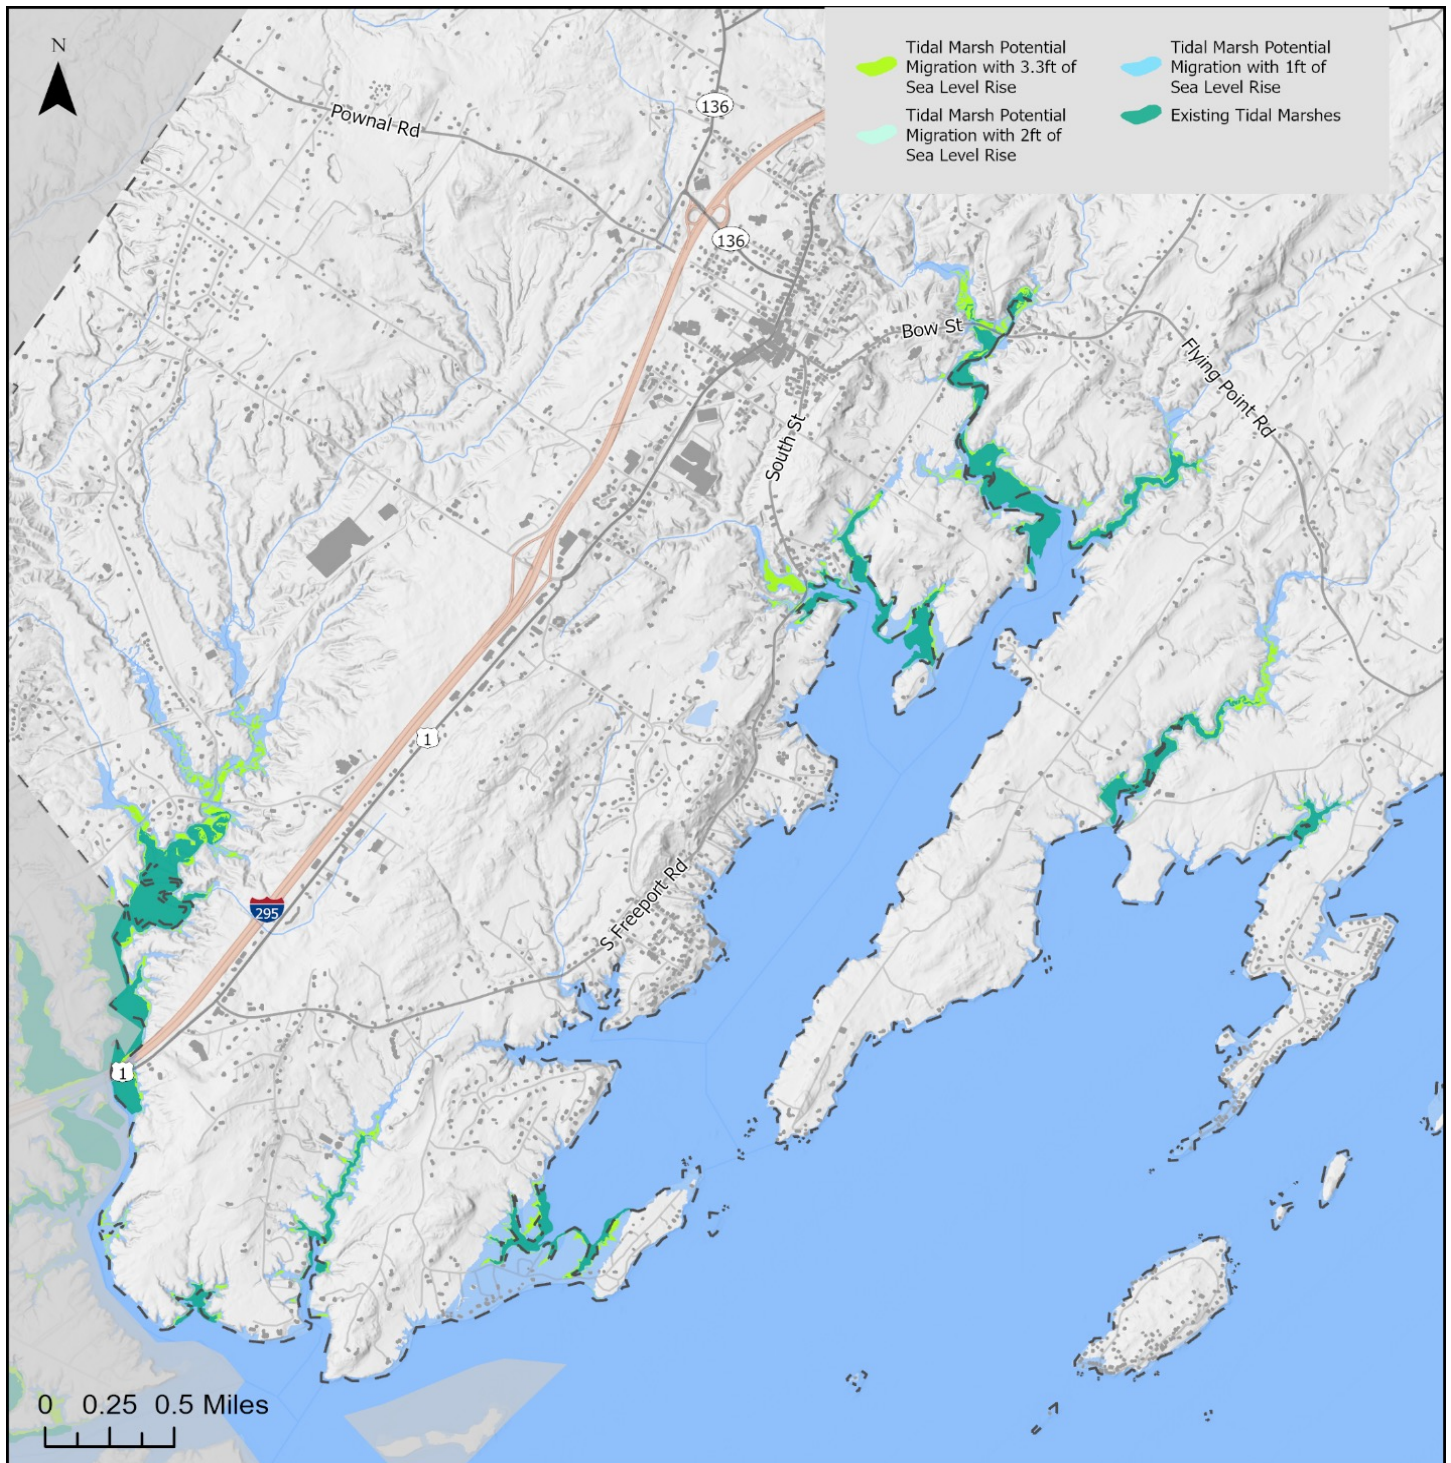 N
Tidal Marsh Potential
Migration with 3.3ft of
Sea Level Rise
Tidal Marsh Potential
Migration with 2ft of
Sea Level Rise
Tidal Marsh Potential
Migration with 1ft of
Sea Level Rise
Existing Tidal Marshes
136
Pownal Rd
136
Bow St
Flying Point Rd
South St
1
295
S Freeport Rd
1
0 0.25 0.5 Miles